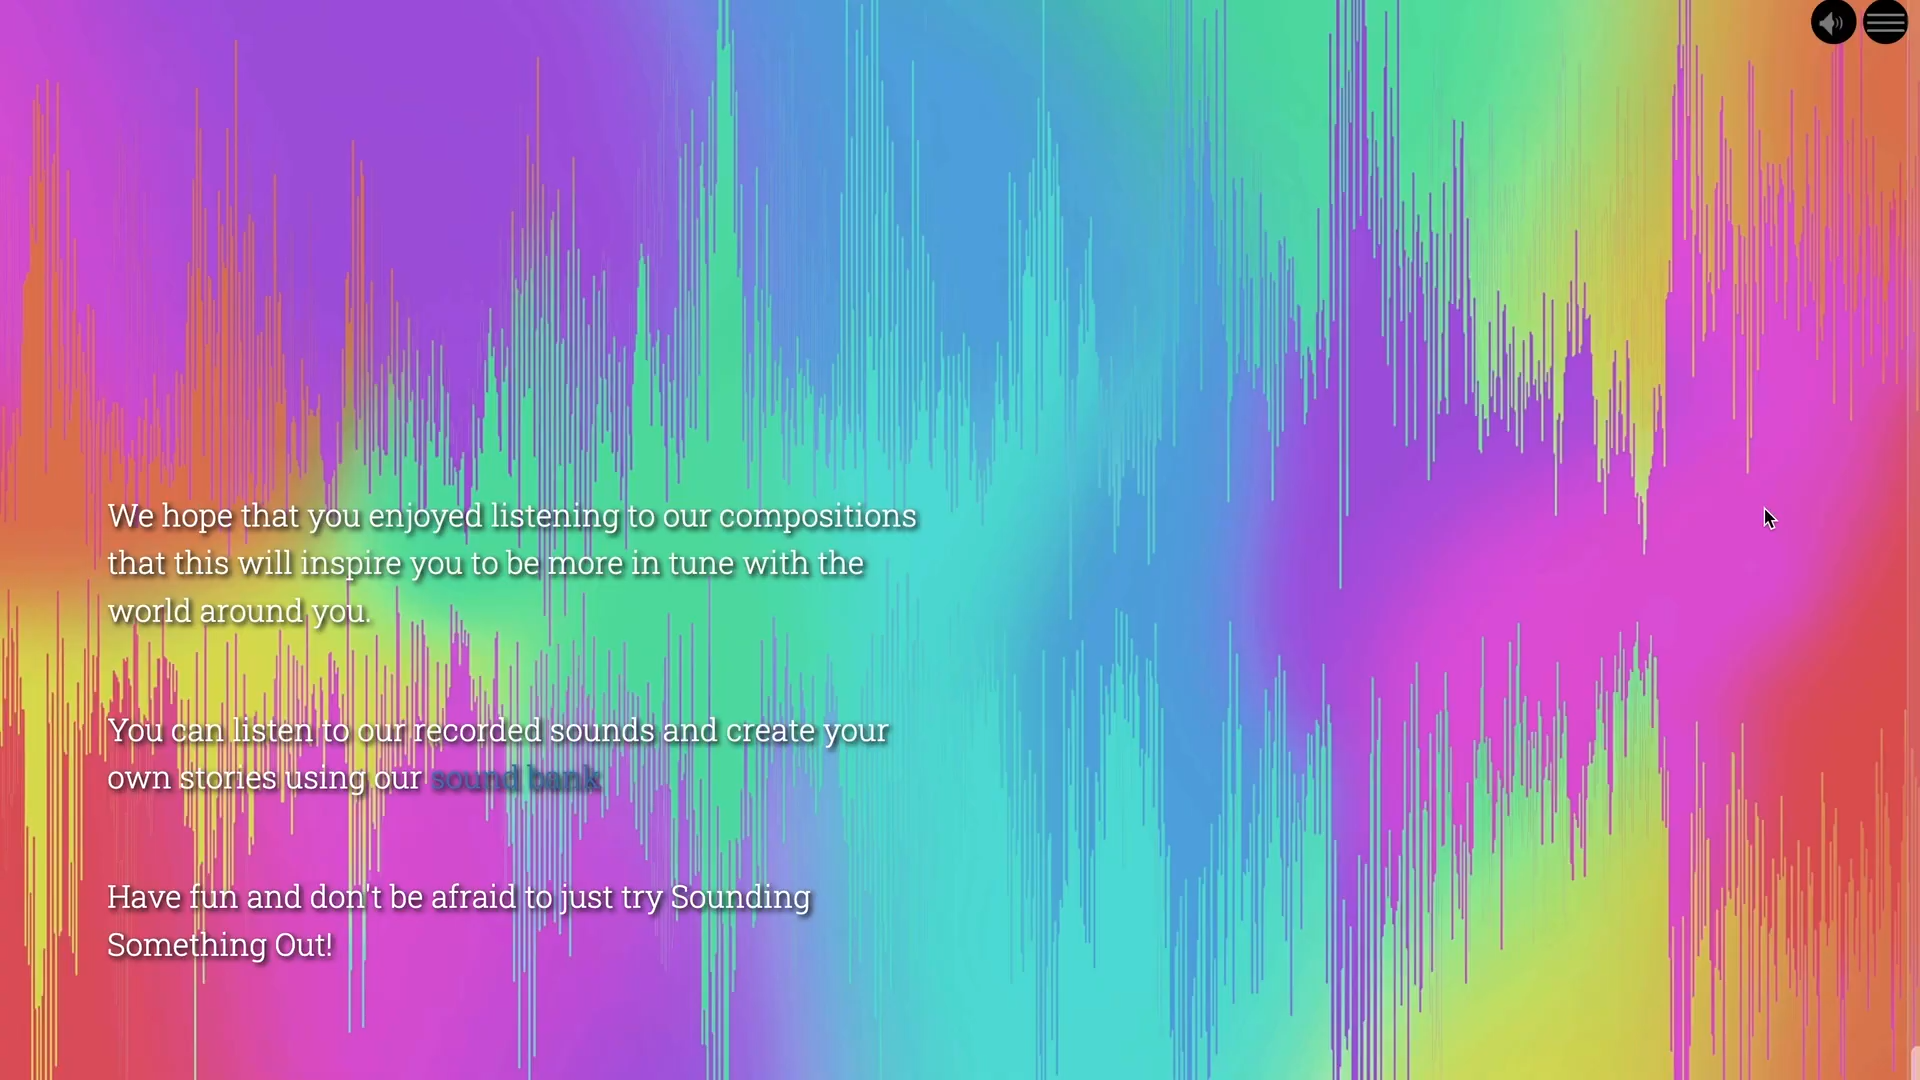 We hope that you enjoyed listening to our compositions
that this will inspire you to be more in tune with the
world around you.
You can listen to our recorded sounds and create your
own stories using our sound bank
Have fun and don't be afraid to just try Sounding
Something Out!